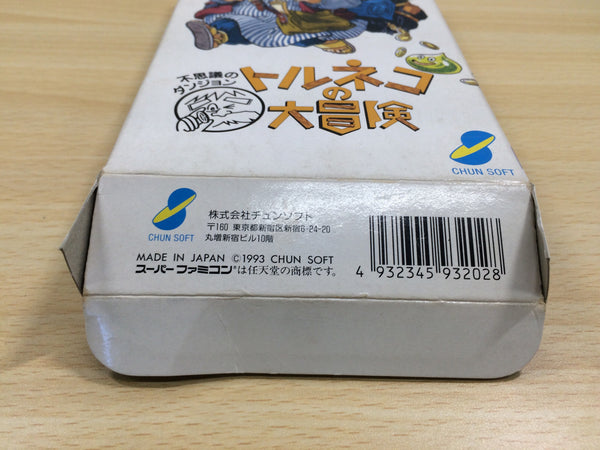 不思議の
ダンジョン
トルネコ
の
大冒険
CHUN SOFT
CHUN SOFT
株式会社チュンソフト
〒160 東京都新宿区新宿6-24-20
丸増新宿ビル10階
MADE IN JAPAN ©1993 CHUN SOFT
スーパーファミコン®は任天堂の商標です。
4 932345 932028